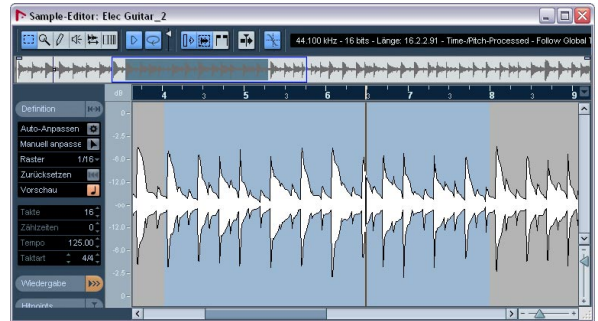 Sample-Editor: Elec Guitar_2
44.100 kHz - 16 bits - Länge: 16.2.2.91 - Time-/Pitch-Processed - Follow Global T
dB 4 3 5 3 6 3 7 3 8 3 9
Definition
Auto-Anpassen
Manuell anpasse
Raster 1/16
Zurücksetzen
Vorschau
Takte 16
Zählzeiten 0
Tempo 125.00
Taktart 4/4
Wiedergabe
Hitpoints
0
-2.5
-6.0
-12.0
-∞
-12.0
-6.0
-2.5
0